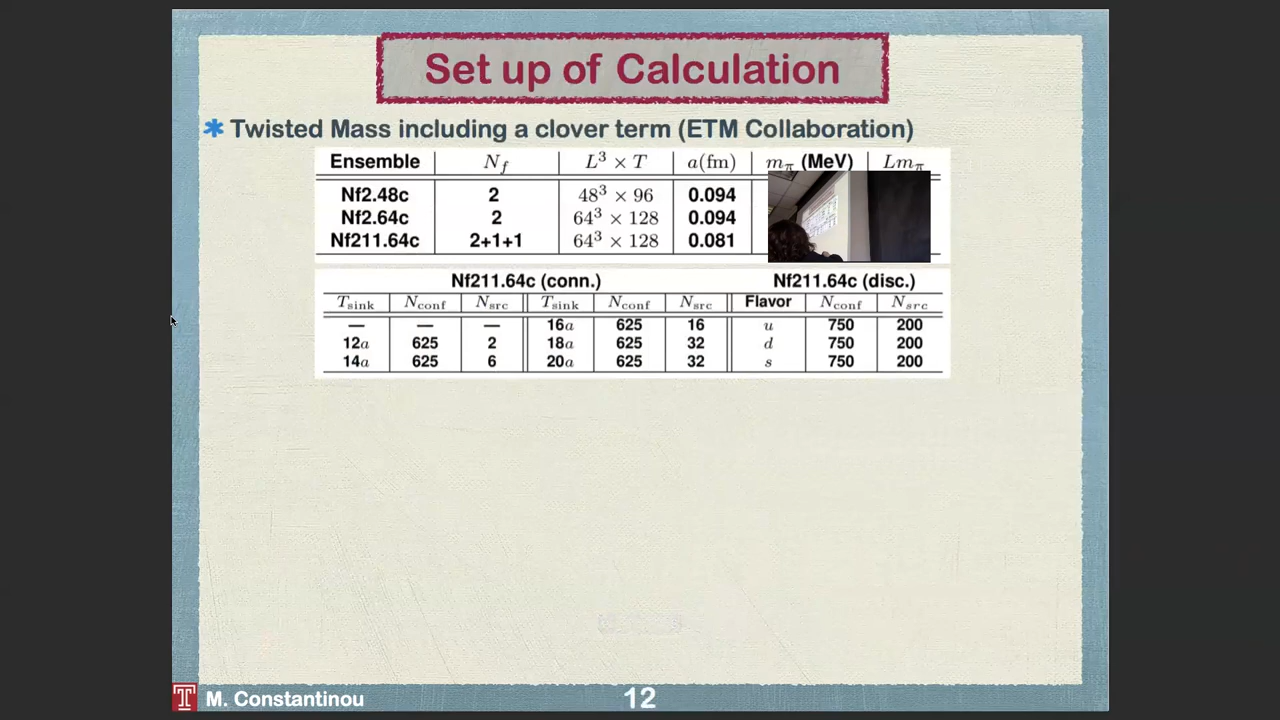 Set up of Calculation
Twisted Mass including a clover term (ETM Collaboration)
Ensemble N_f L³ × T a(fm) m_π (MeV) Lm_π
Nf2.48c 2 48³ × 96 0.094
Nf2.64c 2 64³ × 128 0.094
Nf211.64c 2+1+1 64³ × 128 0.081
Nf211.64c (conn.) Nf211.64c (disc.)
T_sink N_conf N_src T_sink N_conf N_src Flavor N_conf N_src
— — — 16a 625 16 u 750 200
12a 625 2 18a 625 32 d 750 200
14a 625 6 20a 625 32 s 750 200
M. Constantinou 12